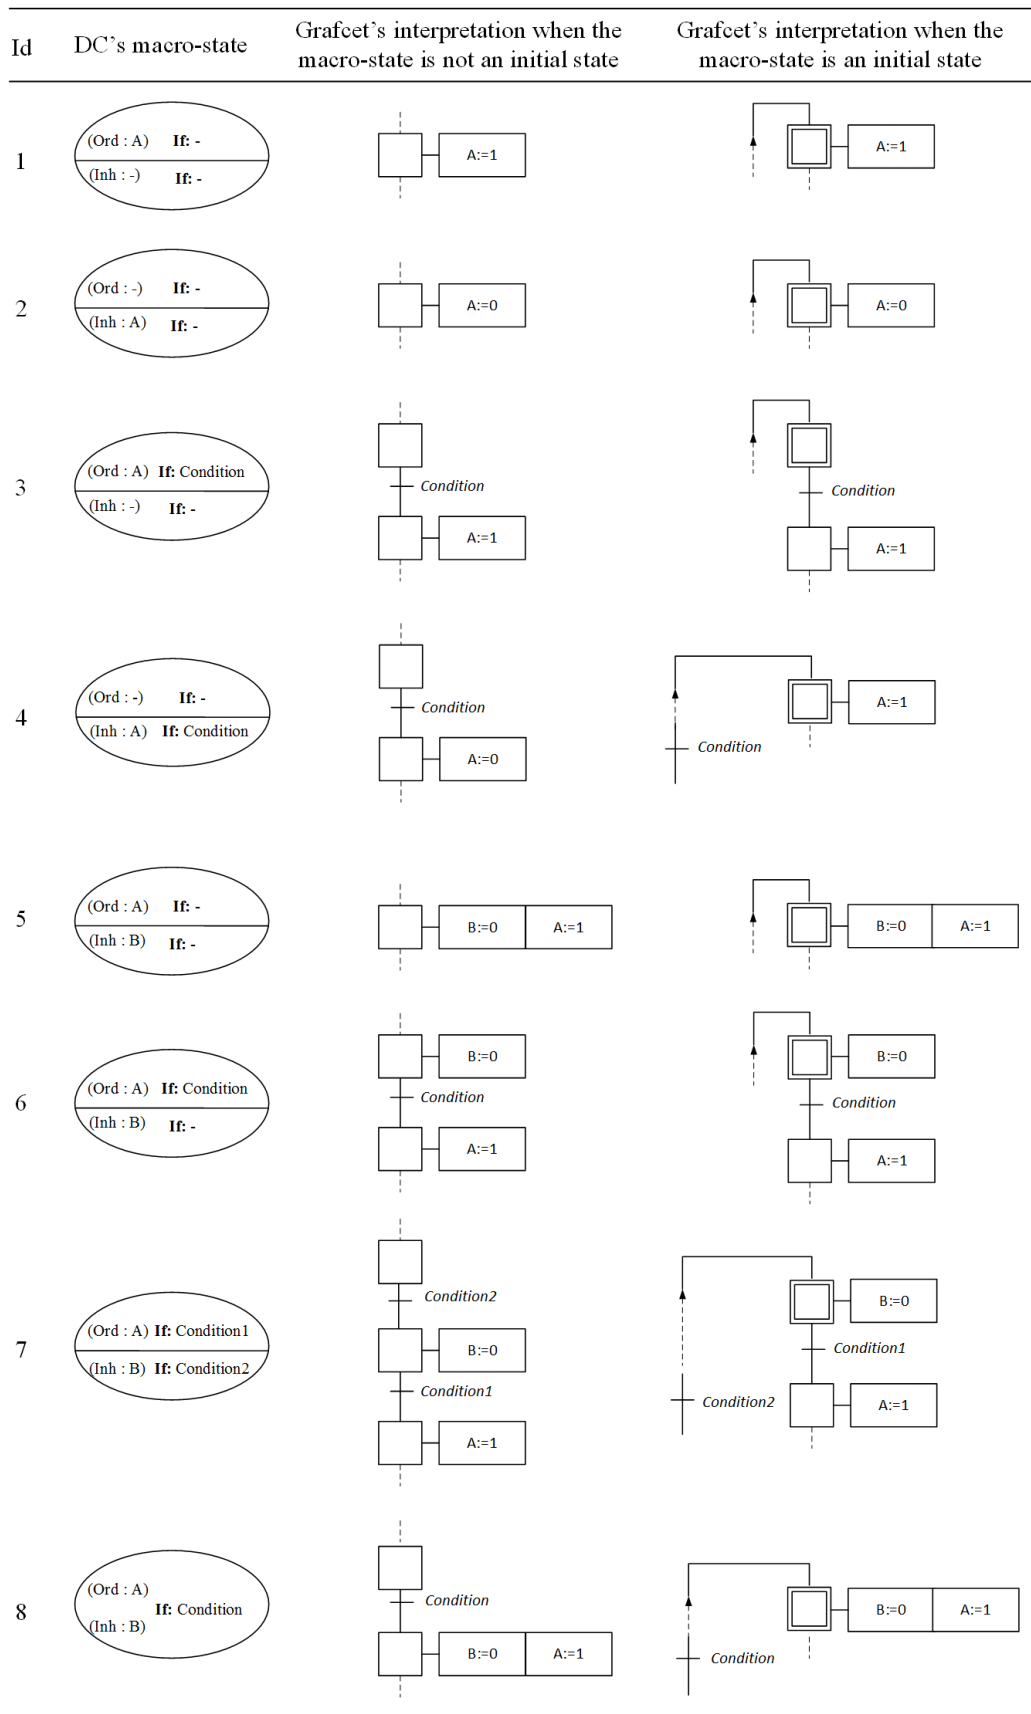 Id
DC's macro-state
Grafcet's interpretation when the
macro-state is not an initial state
Grafcet's interpretation when the
macro-state is an initial state
1
(Ord : A) If: -
(Inh : -) If: -
A:=1
A:=1
2
(Ord : -) If: -
(Inh : A) If: -
A:=0
A:=0
3
(Ord : A) If: Condition
(Inh : -) If: -
Condition
A:=1
Condition
A:=1
4
(Ord : -) If: -
(Inh : A) If: Condition
Condition
A:=0
A:=1
Condition
5
(Ord : A) If: -
(Inh : B) If: -
B:=0 A:=1
B:=0 A:=1
6
(Ord : A) If: Condition
(Inh : B) If: -
B:=0
Condition
A:=1
B:=0
Condition
A:=1
7
(Ord : A) If: Condition1
(Inh : B) If: Condition2
Condition2
B:=0
Condition1
A:=1
B:=0
Condition1
Condition2
A:=1
8
(Ord : A)
If: Condition
(Inh : B)
Condition
B:=0 A:=1
B:=0 A:=1
Condition